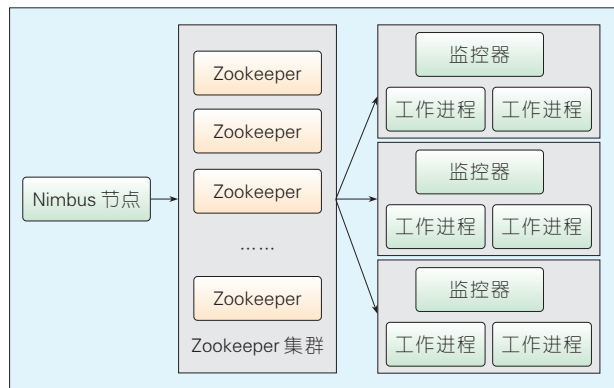 Nimbus 节点
Zookeeper
Zookeeper
Zookeeper
……
Zookeeper
Zookeeper 集群
监控器
工作进程 工作进程
监控器
工作进程 工作进程
监控器
工作进程 工作进程